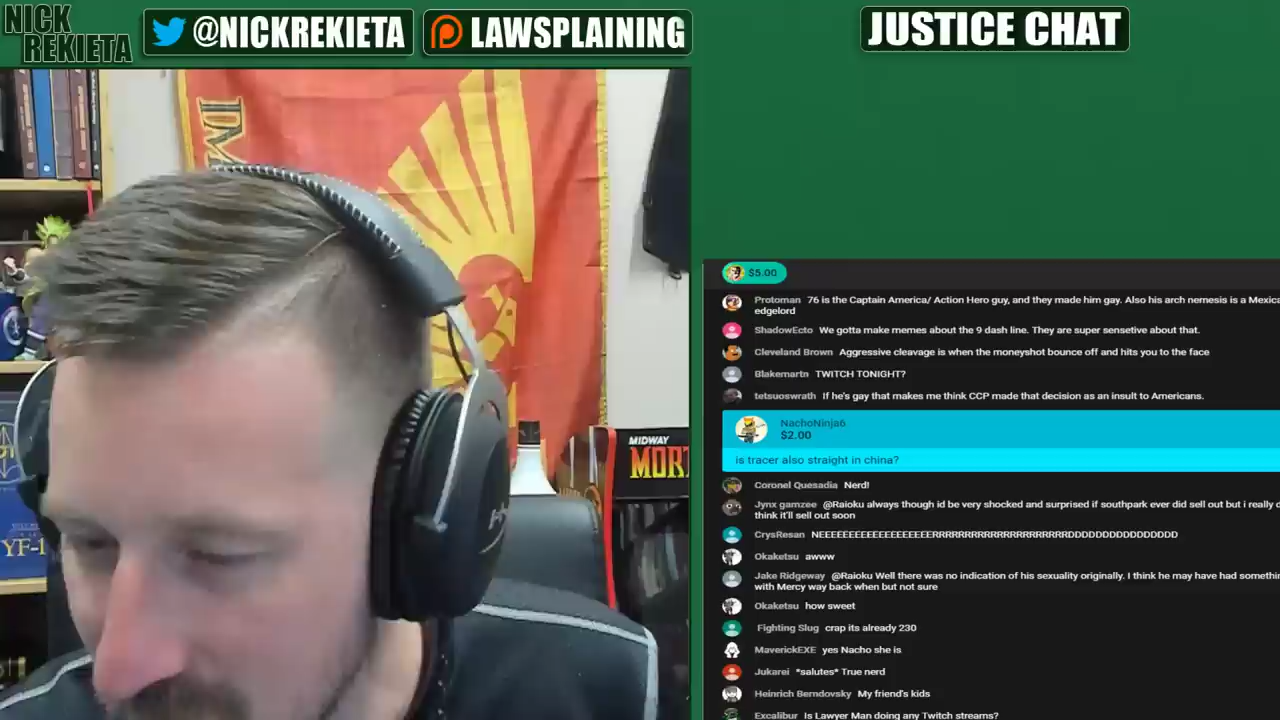 NICK
REKIETA
@NICKREKIETA
LAWSPLAINING
JUSTICE CHAT
MIDWAY
MORT
YF-1
$5.00
Protoman 76 is the Captain America/ Action Hero guy, and they made him gay. Also his arch nemesis is a Mexica
edgelord
ShadowEcto We gotta make memes about the 9 dash line. They are super sensetive about that.
Cleveland Brown Aggressive cleavage is when the moneyshot bounce off and hits you to the face
Blakemartn TWITCH TONIGHT?
tetsuoswrath If he's gay that makes me think CCP made that decision as an insult to Americans.
NachoNinja6
$2.00
is tracer also straight in china?
Coronel Quesadia Nerd!
Jynx gamzee @Raioku always though id be very shocked and surprised if southpark ever did sell out but i really d
think it'll sell out soon
CrysResan NEEEEEEEEEEEEEEEEEERRRRRRRRRRRRRRRRRRRRRDDDDDDDDDDDDDDDD
Okaketsu awww
Jake Ridgeway @Raioku Well there was no indication of his sexuality originally. I think he may have had somethin
with Mercy way back when but not sure
Okaketsu how sweet
Fighting Slug crap its already 230
MaverickEXE yes Nacho she is
Jukarei *salutes* True nerd
Heinrich Berndovsky My friend's kids
Excalibur Is Lawyer Man doing any Twitch streams?